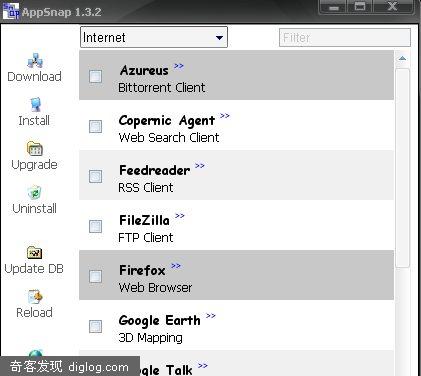 AppSnap 1.3.2
Internet
Filter
Download
Install
Upgrade
Uninstall
Update DB
Reload
Azureus >>
Bittorrent Client
Copernic Agent >>
Web Search Client
Feedreader >>
RSS Client
FileZilla >>
FTP Client
Firefox >>
Web Browser
Google Earth >>
3D Mapping
gle Talk >>
奇客发现 diglog.com